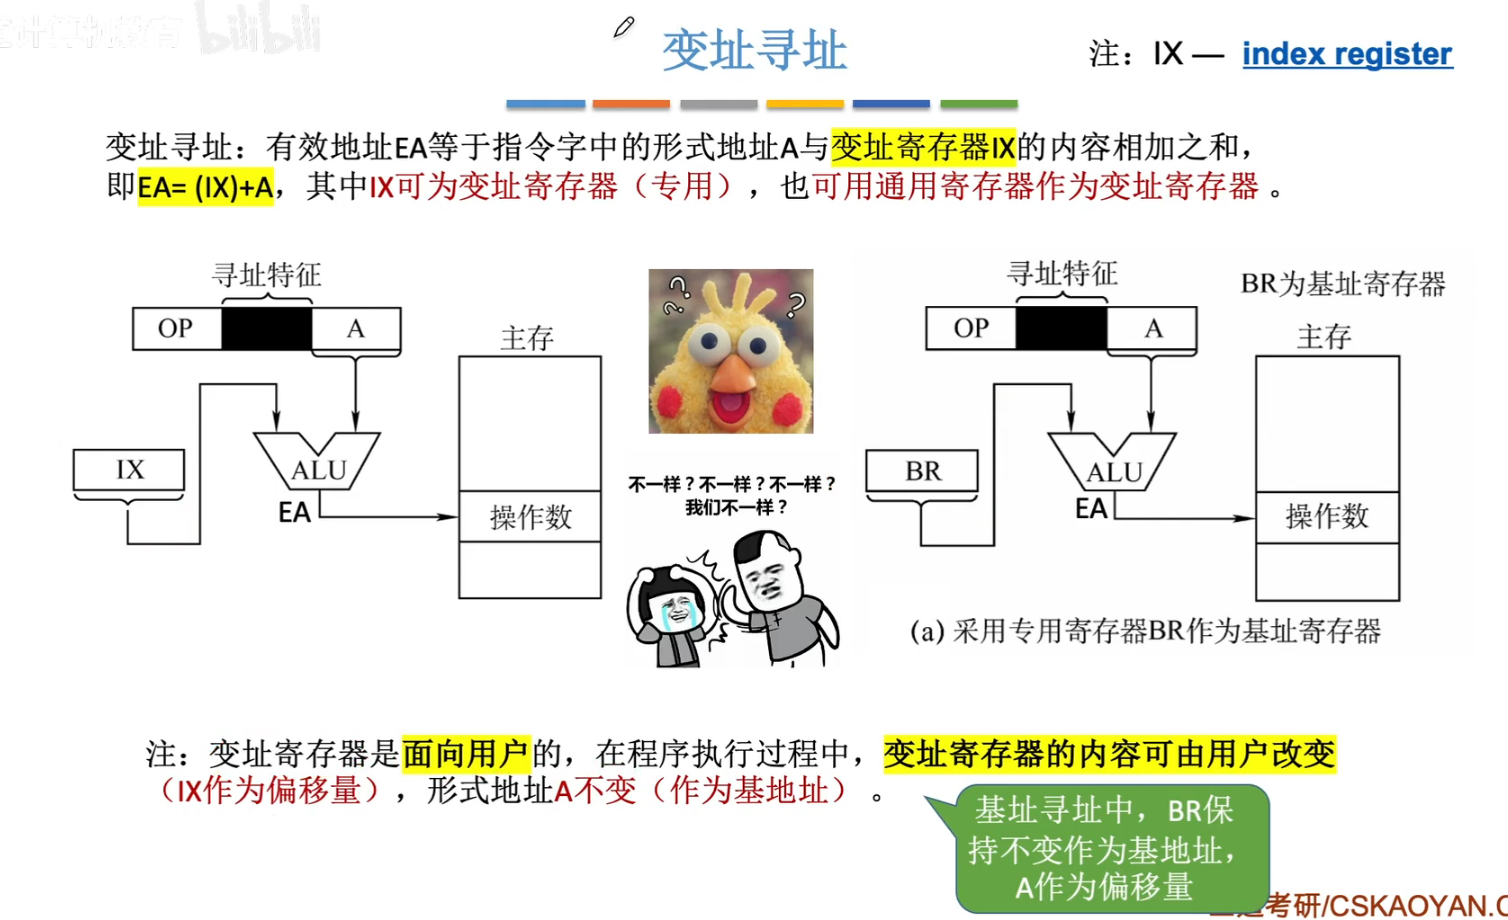 计算机教育 bilibili
变址寻址
注：IX — index register
变址寻址：有效地址EA等于指令字中的形式地址A与变址寄存器IX的内容相加之和，
即EA= (IX)+A，其中IX可为变址寄存器（专用），也可用通用寄存器作为变址寄存器 。
寻址特征
OP
A
主存
IX
ALU
EA
操作数
? ? ?
不一样？不一样？不一样？
我们不一样？
寻址特征
BR为基址寄存器
OP
A
主存
BR
ALU
EA
操作数
(a) 采用专用寄存器BR作为基址寄存器
注：变址寄存器是面向用户的，在程序执行过程中，变址寄存器的内容可由用户改变
（IX作为偏移量），形式地址A不变（作为基地址） 。
基址寻址中，BR保
持不变作为基地址，
A作为偏移量
考研/CSKAOYAN.C